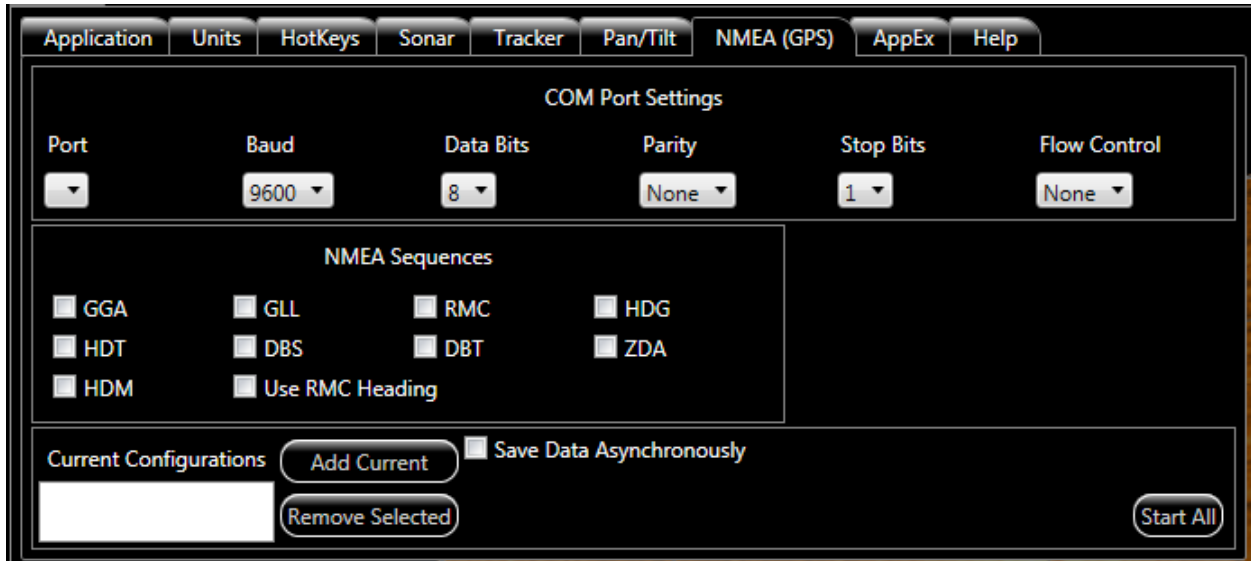 Application Units HotKeys Sonar Tracker Pan/Tilt NMEA (GPS) AppEx Help
COM Port Settings
Port Baud Data Bits Parity Stop Bits Flow Control
9600 8 None 1 None
NMEA Sequences
GGA GLL RMC HDG
HDT DBS DBT ZDA
HDM Use RMC Heading
Current Configurations Add Current Save Data Asynchronously
Remove Selected Start All